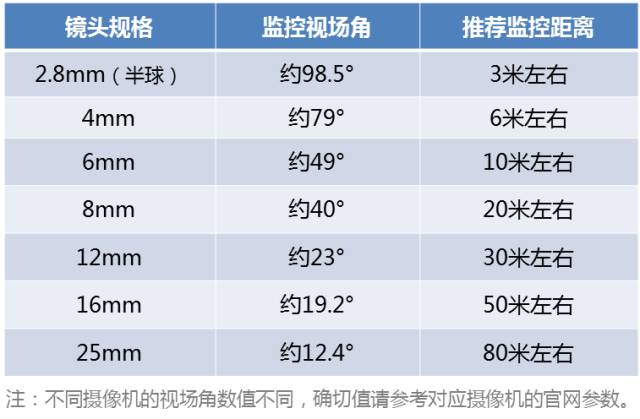 镜头规格 监控视场角 推荐监控距离
2.8mm（半球） 约98.5° 3米左右
4mm 约79° 6米左右
6mm 约49° 10米左右
8mm 约40° 20米左右
12mm 约23° 30米左右
16mm 约19.2° 50米左右
25mm 约12.4° 80米左右
注：不同摄像机的视场角数值不同，确切值请参考对应摄像机的官网参数。